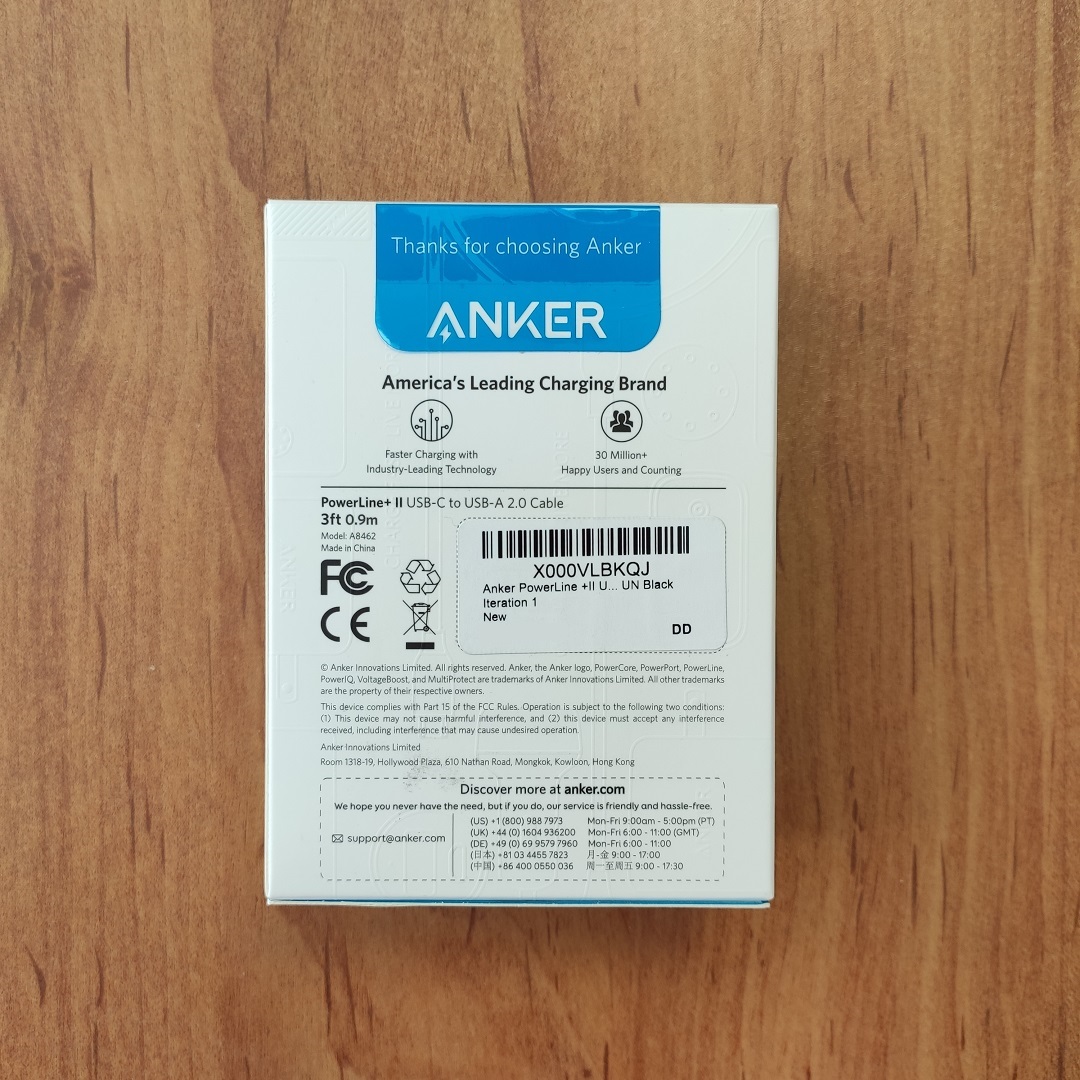 Thanks for choosing Anker
ANKER
America's Leading Charging Brand
Faster Charging with
Industry-Leading Technology
30 Million+
Happy Users and Counting
PowerLine+ II USB-C to USB-A 2.0 Cable
3ft 0.9m
Model: A8462
Made in China
FC
CE
X000VLBKQJ
Anker PowerLine +II U... UN Black
Iteration 1
New
DD
© Anker Innovations Limited. All rights reserved. Anker, the Anker logo, PowerCore, PowerPort, PowerLine,
PowerIQ, VoltageBoost, and MultiProtect are trademarks of Anker Innovations Limited. All other trademarks
are the property of their respective owners.
This device complies with Part 15 of the FCC Rules. Operation is subject to the following two conditions:
(1) This device may not cause harmful interference, and (2) this device must accept any interference
received, including interference that may cause undesired operation.
Anker Innovations Limited
Room 1318-19, Hollywood Plaza, 610 Nathan Road, Mongkok, Kowloon, Hong Kong
Discover more at anker.com
We hope you never have the need, but if you do, our service is friendly and hassle-free.
support@anker.com
(US) +1 (800) 988 7973 Mon-Fri 9:00am - 5:00pm (PT)
(UK) +44 (0) 1604 936200 Mon-Fri 6:00 - 11:00 (GMT)
(DE) +49 (0) 69 9579 7960 Mon-Fri 6:00 - 11:00
(日本) +81 03 4455 7823 月-金 9:00 - 17:00
(中国) +86 400 0550 036 周一至周五 9:00 - 17:30